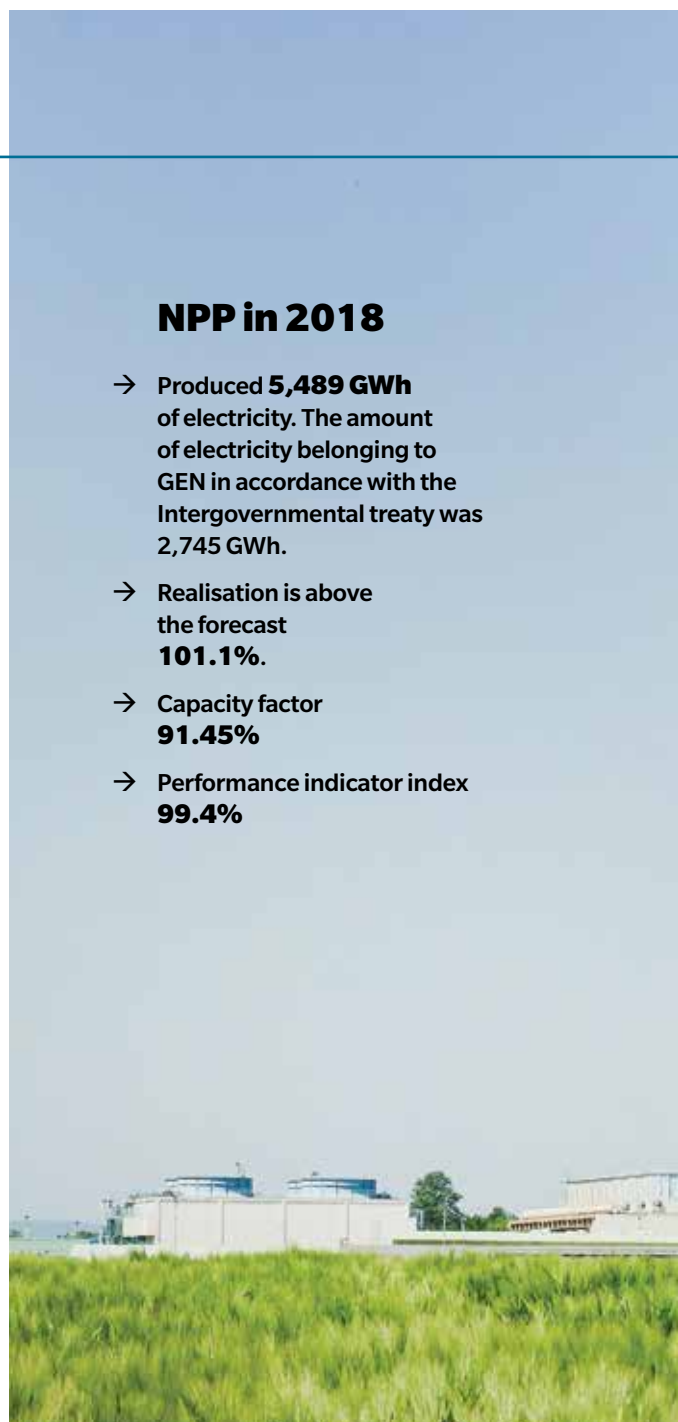 NPP in 2018
→ Produced 5,489 GWh
of electricity. The amount
of electricity belonging to
GEN in accordance with the
Intergovernmental treaty was
2,745 GWh.
→ Realisation is above
the forecast
101.1%.
→ Capacity factor
91.45%
→ Performance indicator index
99.4%